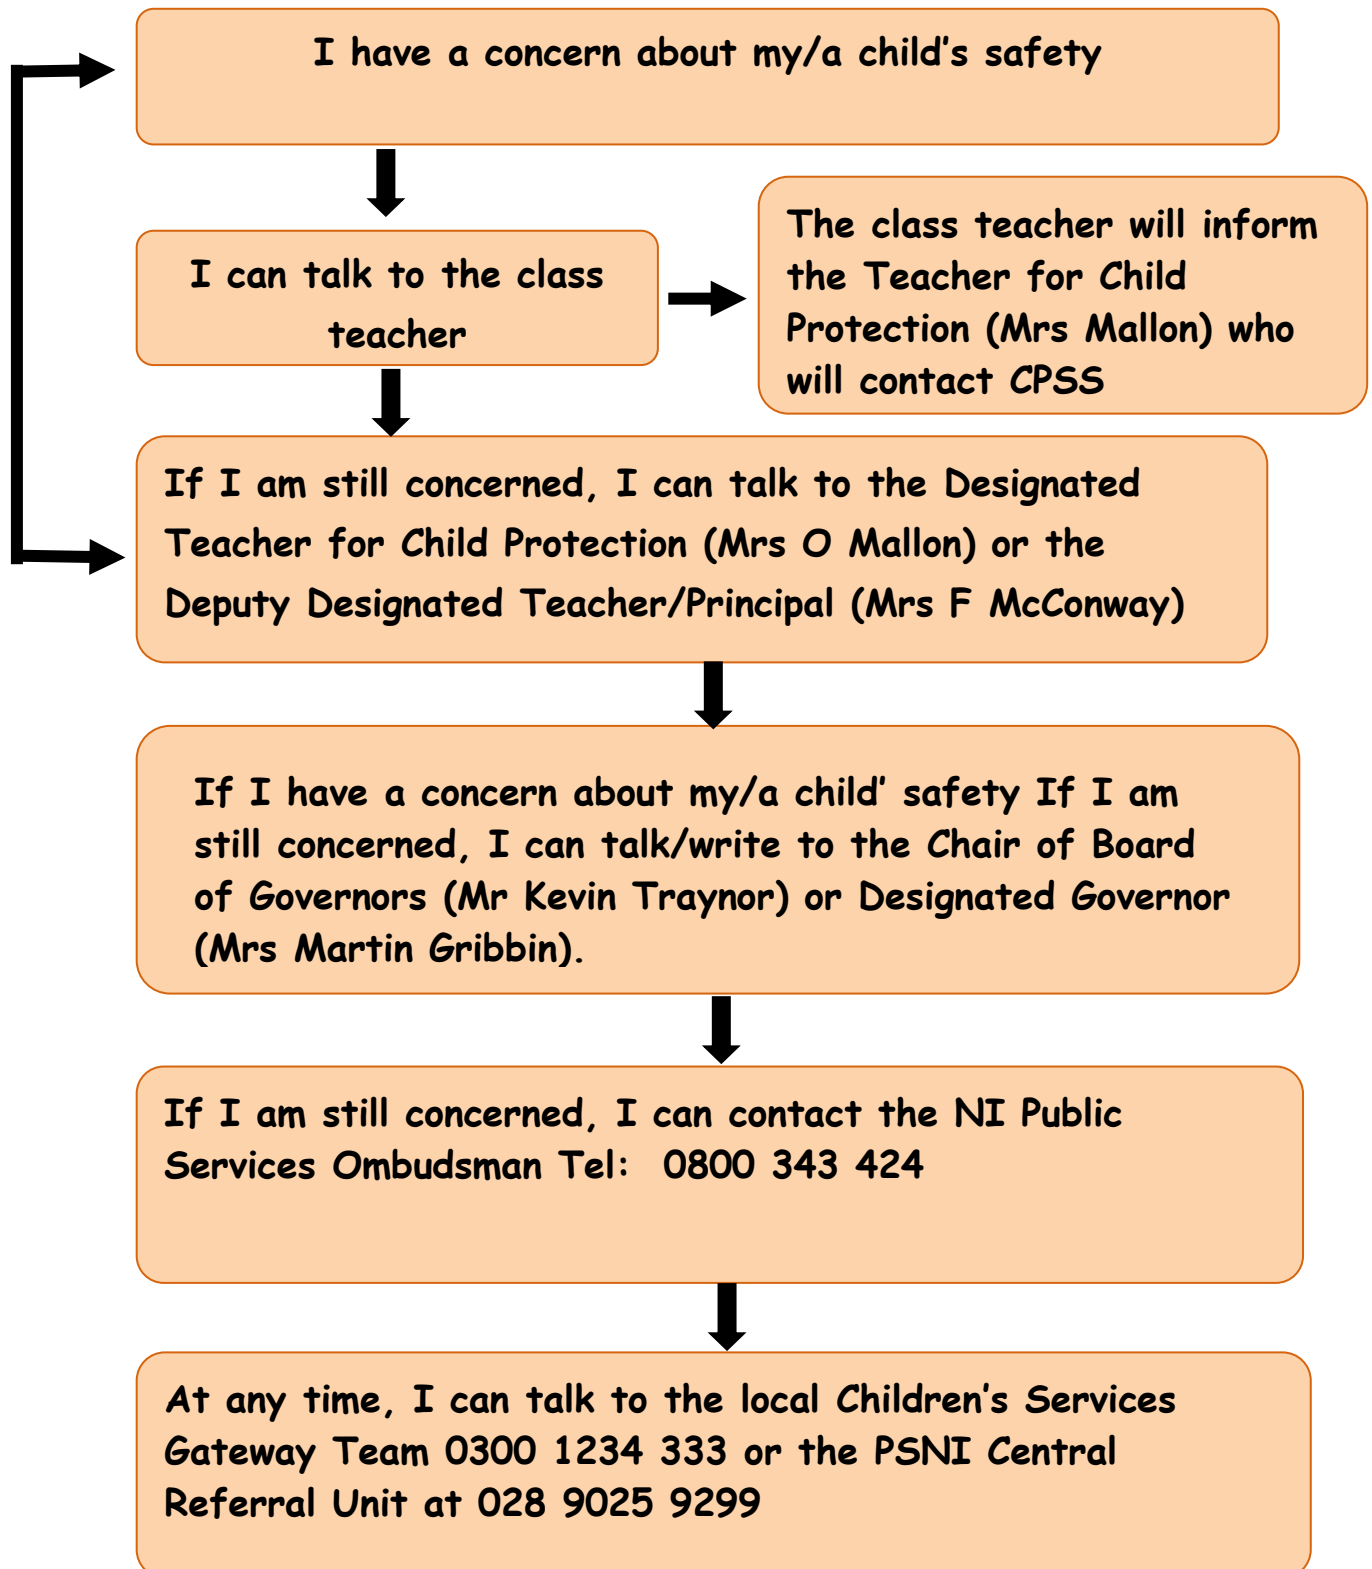 I have a concern about my/a child's safety
I can talk to the class
teacher
The class teacher will inform
the Teacher for Child
Protection (Mrs Mallon) who
will contact CPSS
If I am still concerned, I can talk to the Designated
Teacher for Child Protection (Mrs O Mallon) or the
Deputy Designated Teacher/Principal (Mrs F McConway)
If I have a concern about my/a child’ safety If I am
still concerned, I can talk/write to the Chair of Board
of Governors (Mr Kevin Traynor) or Designated Governor
(Mrs Martin Gribbin).
If I am still concerned, I can contact the NI Public
Services Ombudsman Tel:  0800 343 424
At any time, I can talk to the local Children’s Services
Gateway Team 0300 1234 333 or the PSNI Central
Referral Unit at 028 9025 9299